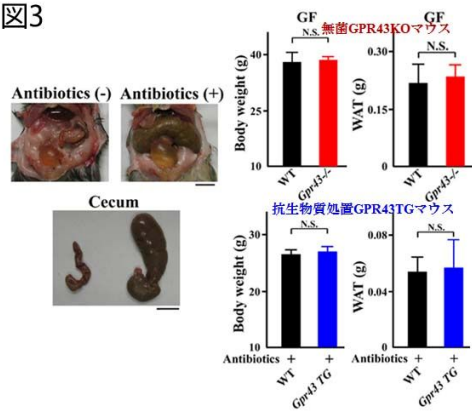 図3
Antibiotics (-)
Antibiotics (+)
Cecum
GF
無菌GPR43KOマウス
N.S.
Body weight (g)
40
25
10
WT
Gpr43-/-
GF
N.S.
WAT (g)
0.30
0.15
0
WT
Gpr43-/-
抗生物質処置GPR43TGマウス
N.S.
Body weight (g)
30
20
10
Antibiotics + +
WT
Gpr43 TG
N.S.
WAT (g)
0.08
0.04
0
Antibiotics + +
WT
Gpr43 TG